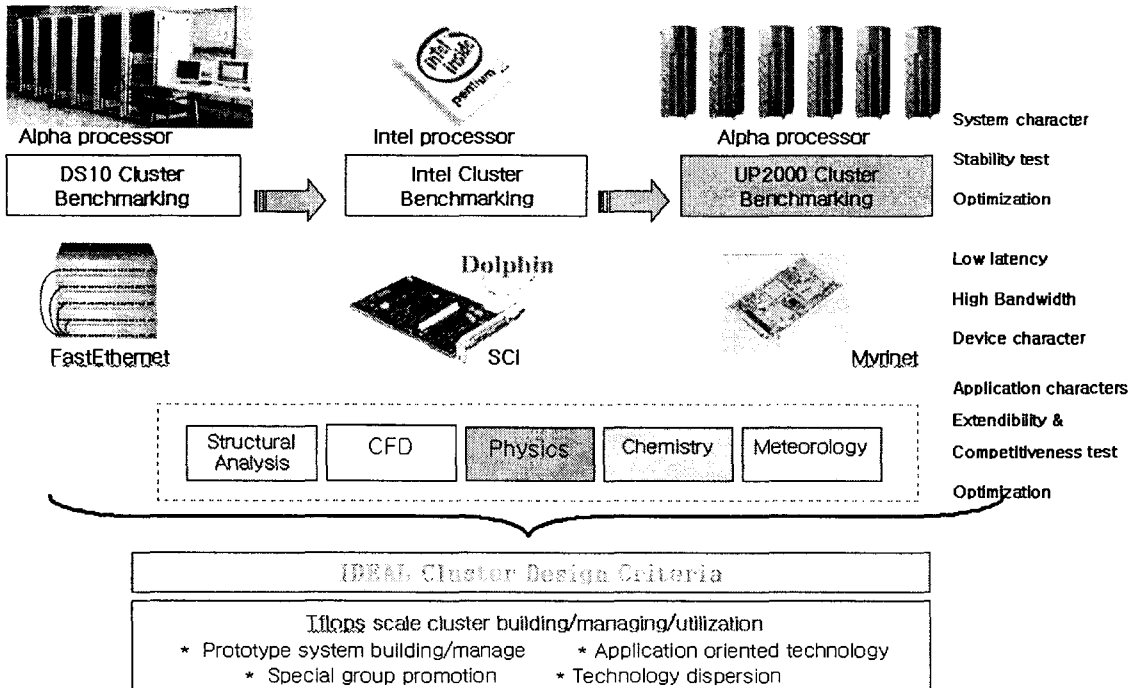 intel inside
pentium
Alpha processor
Intel processor
Alpha processor
System character
DS10 Cluster
Benchmarking
Intel Cluster
Benchmarking
UP2000 Cluster
Benchmarking
Stability test
Optimization
Dolphin
Low latency
High Bandwidth
Device character
FastEthernet
SCI
Myrinet
Application characters
Extendibility &
Competitiveness test
Optimization
Structural
Analysis
CFD
Physics
Chemistry
Meteorology
IDEAL Cluster Design Criteria
Tflops scale cluster building/managing/utilization
* Prototype system building/manage * Application oriented technology
* Special group promotion * Technology dispersion